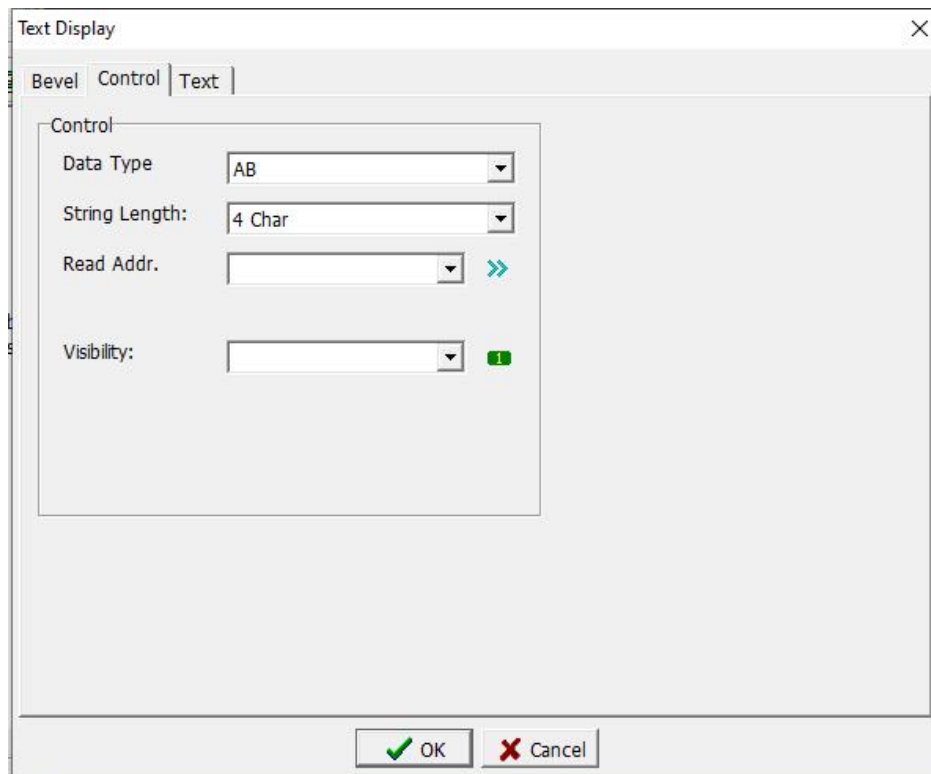 Text Display
Bevel Control Text
Control
Data Type AB
String Length: 4 Char
Read Addr.
Visibility: 1
OK Cancel